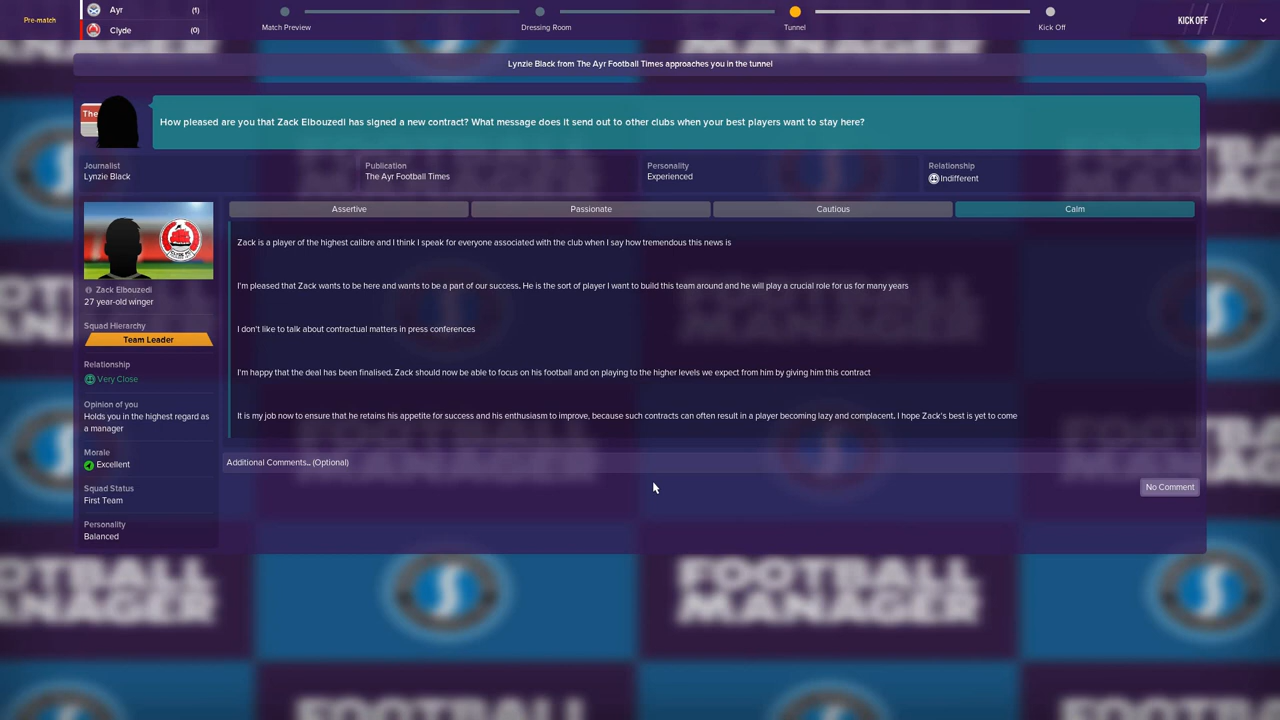 Pre-match
Ayr (1)
Clyde (0)
Match Preview
Dressing Room
Tunnel
Kick Off
KICK OFF
Lynzie Black from The Ayr Football Times approaches you in the tunnel
The
How pleased are you that Zack Elbouzedi has signed a new contract? What message does it send out to other clubs when your best players want to stay here?
Journalist
Lynzie Black
Publication
The Ayr Football Times
Personality
Experienced
Relationship
Indifferent
Assertive
Passionate
Cautious
Calm
Zack is a player of the highest calibre and I think I speak for everyone associated with the club when I say how tremendous this news is
I'm pleased that Zack wants to be here and wants to be a part of our success. He is the sort of player I want to build this team around and he will play a crucial role for us for many years
I don't like to talk about contractual matters in press conferences
I'm happy that the deal has been finalised. Zack should now be able to focus on his football and on playing to the higher levels we expect from him by giving him this contract
It is my job now to ensure that he retains his appetite for success and his enthusiasm to improve, because such contracts can often result in a player becoming lazy and complacent. I hope Zack's best is yet to come
Zack Elbouzedi
27 year-old winger
Squad Hierarchy
Team Leader
Relationship
Very Close
Opinion of you
Holds you in the highest regard as
a manager
Morale
Excellent
Squad Status
First Team
Personality
Balanced
Additional Comments.. (Optional)
No Comment
FOOTBALL
MANAGER
FOOTBALL
MANAGER